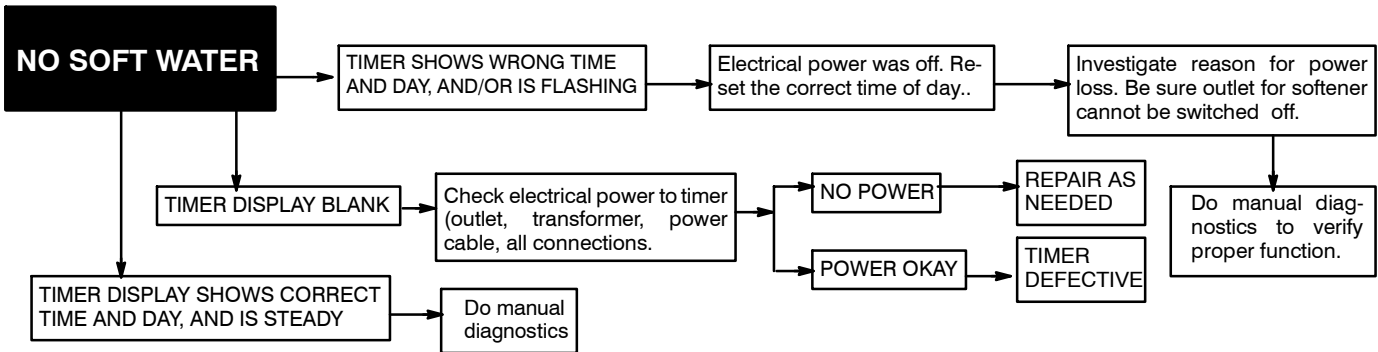 NO SOFT WATER
TIMER SHOWS WRONG TIME
AND DAY, AND/OR IS FLASHING
Electrical power was off. Re-
set the correct time of day..
Investigate reason for power
loss. Be sure outlet for softener
cannot be switched off.
Do manual diag-
nostics to verify
proper function.
TIMER DISPLAY BLANK
Check electrical power to timer
(outlet, transformer, power
cable, all connections.
NO POWER
REPAIR AS
NEEDED
POWER OKAY
TIMER
DEFECTIVE
TIMER DISPLAY SHOWS CORRECT
TIME AND DAY, AND IS STEADY
Do manual
diagnostics